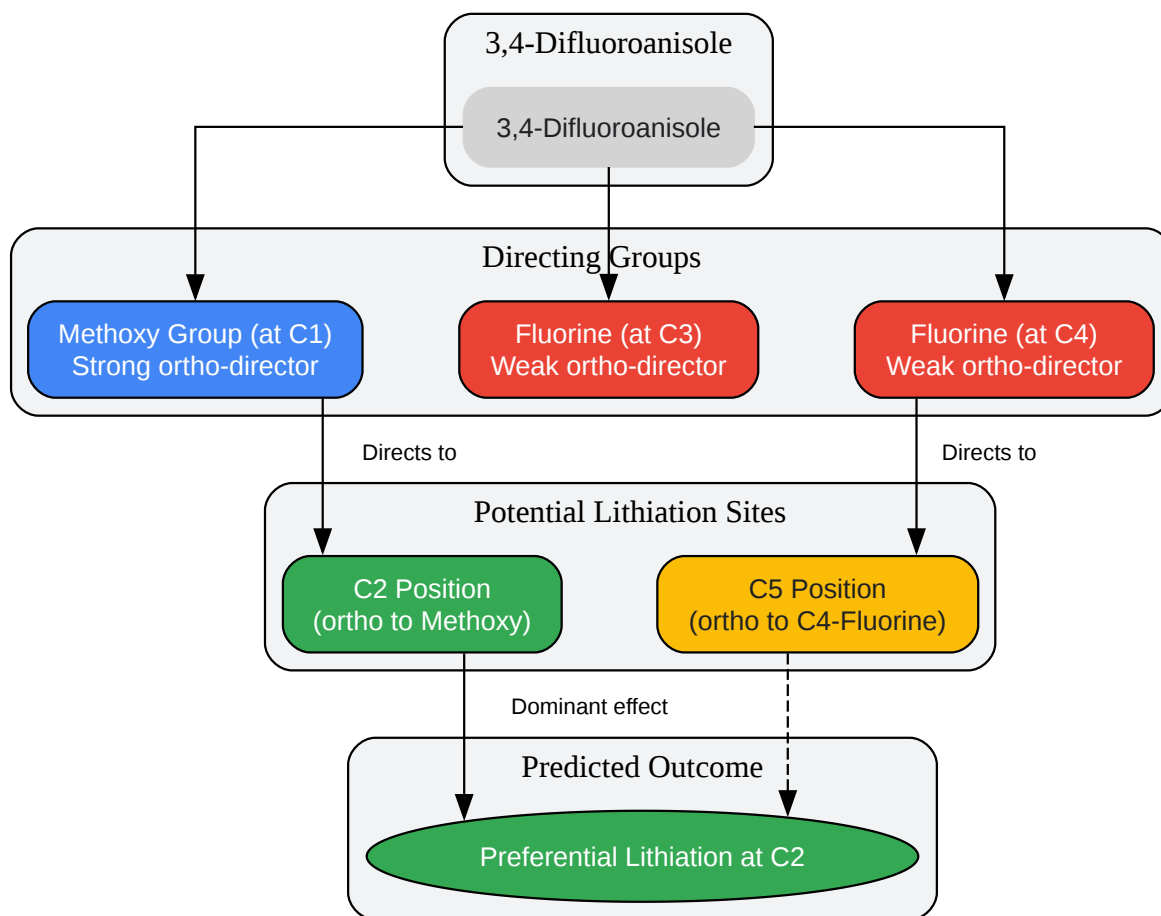 3,4-Difluoroanisole
3,4-Difluoroanisole
Directing Groups
Methoxy Group (at C1)
Strong ortho-director
Fluorine (at C3)
Weak ortho-director
Fluorine (at C4)
Weak ortho-director
Directs to
Directs to
Potential Lithiation Sites
C2 Position
(ortho to Methoxy)
C5 Position
(ortho to C4-Fluorine)
Dominant effect
Predicted Outcome
Preferential Lithiation at C2